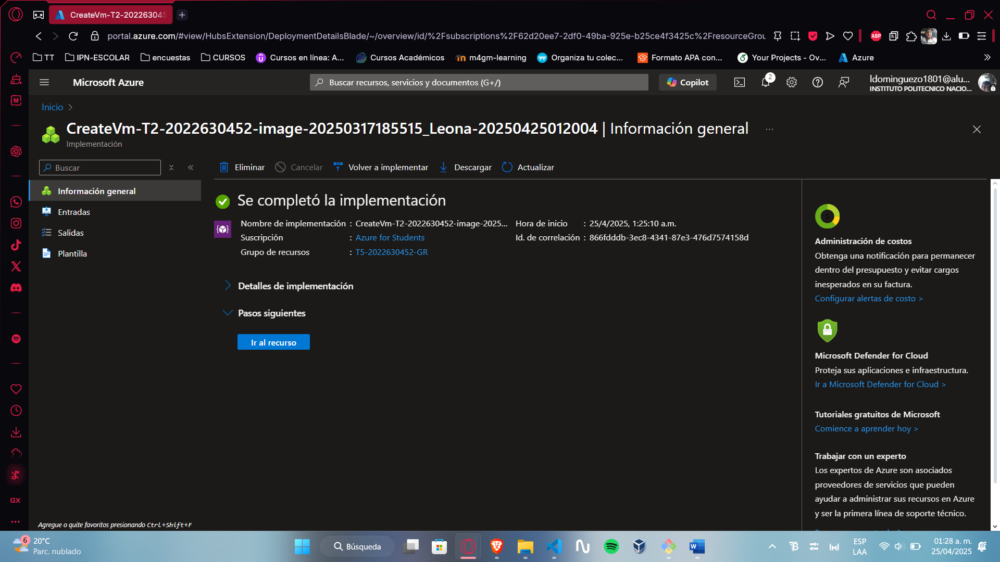 CreateVm-T2-202263045
portal.azure.com/#view/HubsExtension/DeploymentDetailsBlade/~/overview/id/%2Fsubscriptions%2F62d20ee7-2df0-49ba-925e-b25ce4f3425c%2FresourceGrou
ABP
TT
IPN-ESCOLAR
encuestas
CURSOS
Cursos en línea: A...
Cursos Académicos
m4gm-learning
Organiza tu colec...
Formato APA con...
Your Projects - Ov...
Azure
Microsoft Azure
Buscar recursos, servicios y documentos (G+/)
Copilot
2
ldominguezo1801@alu...
INSTITUTO POLITECNICO NACIO...
Inicio
CreateVm-T2-2022630452-image-20250317185515_Leona-20250425012004 | Información general
...
Implementación
Buscar
Eliminar
Cancelar
Volver a implementar
Descargar
Actualizar
Información general
Entradas
Salidas
Plantilla
Se completó la implementación
Nombre de implementación : CreateVm-T2-2022630452-image-2025...
Suscripción : Azure for Students
Grupo de recursos : T5-2022630452-GR
Hora de inicio : 25/4/2025, 1:25:10 a.m.
Id. de correlación : 866fdddb-3ec8-4341-87e3-476d7574158d
Detalles de implementación
Pasos siguientes
Ir al recurso
Administración de costos
Obtenga una notificación para permanecer
dentro del presupuesto y evitar cargos
inesperados en su factura.
Configurar alertas de costo >
Microsoft Defender for Cloud
Proteja sus aplicaciones e infraestructura.
Ir a Microsoft Defender for Cloud >
Tutoriales gratuitos de Microsoft
Comience a aprender hoy >
Trabajar con un experto
Los expertos de Azure son asociados
proveedores de servicios que pueden
ayudar a administrar sus recursos en Azure
y ser la primera línea de soporte técnico.
GX
Agregue o quite favoritos presionando Ctrl+Shift+F
6
20°C
Parc. nublado
Búsqueda
ESP
LAA
01:28 a. m.
25/04/2025